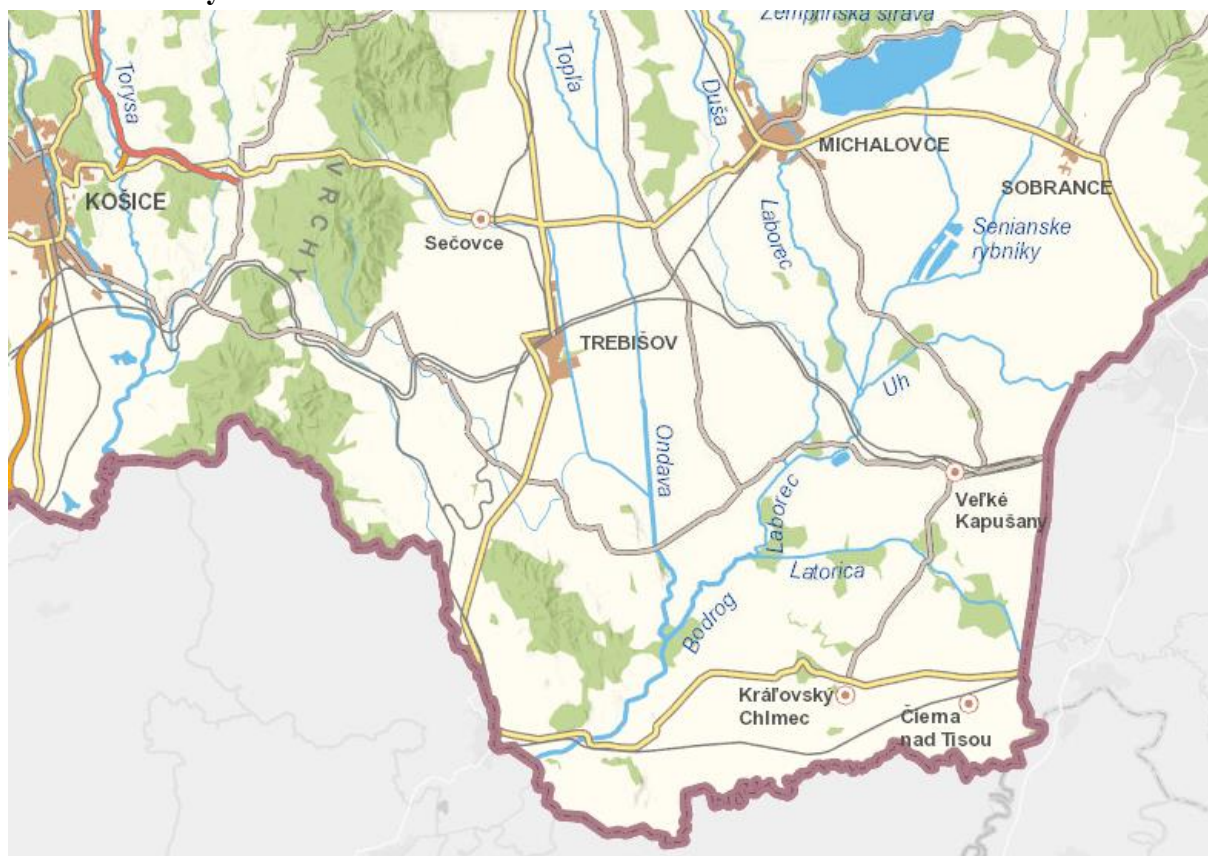 Zemplínska šírava
Torysa
Topľa
Duša
MICHALOVCE
VRCHY
SOBRANCE
KOŠICE
Laborec
Sečovce
Senianske
rybníky
TREBIŠOV
Uh
Ondava
Laborec
Veľké
Kapušany
Latorica
Bodrog
Kráľovský
Chlmec
Čierna
nad Tisou